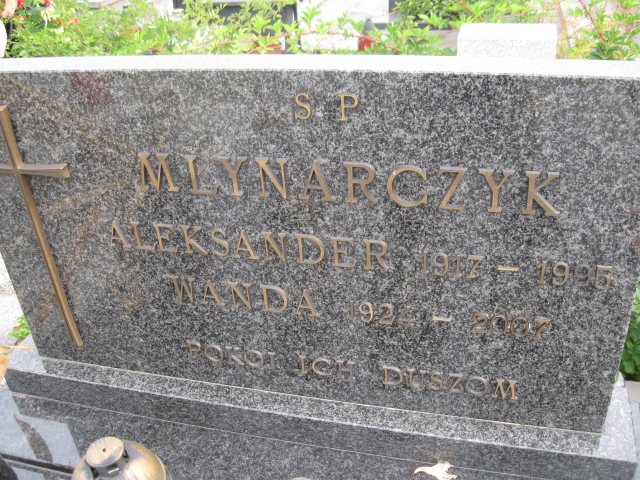 S P
MŁYNARCZYK
ALEKSANDER 1917 – 1995
WANDA 1924 – 2007
POKÓJ ICH DUSZOM